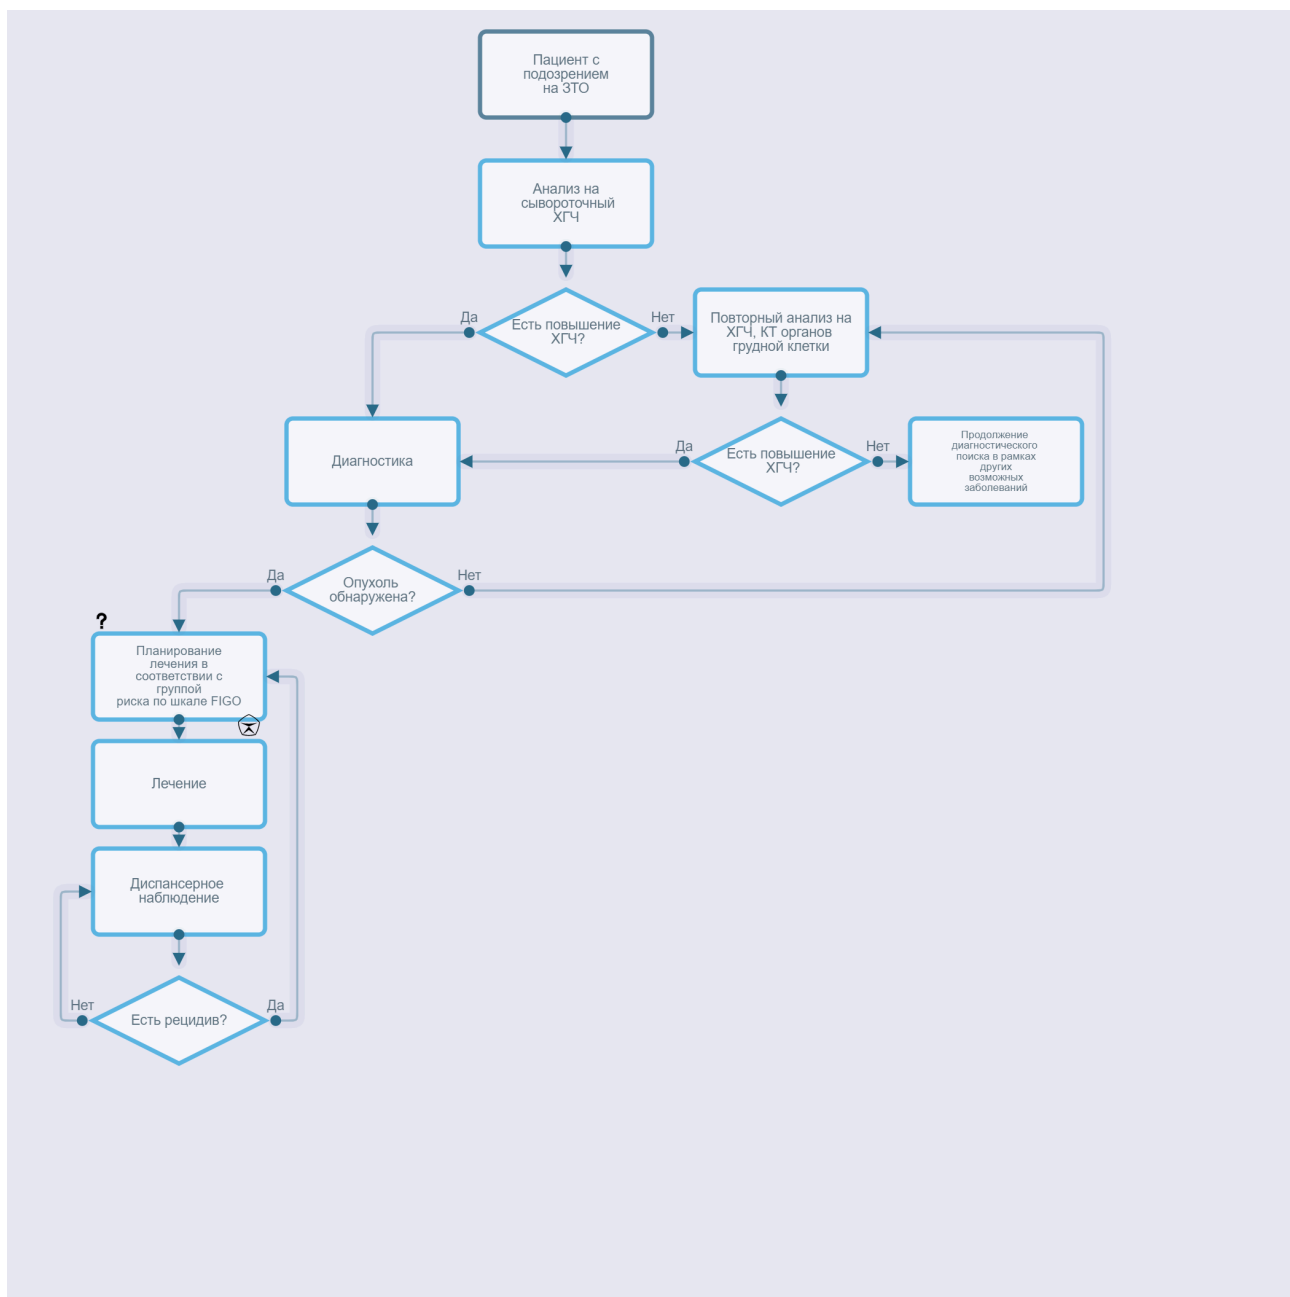 Пациент с
подозрением
на ЗТО
Анализ на
сывороточный
ХГЧ
Да
Есть повышение
ХГЧ?
Нет
Повторный анализ на
ХГЧ, КТ органов
грудной клетки
Диагностика
Да
Есть повышение
ХГЧ?
Нет
Продолжение
диагностического
поиска в рамках
других
возможных
заболеваний
Да
Опухоль
обнаружена?
Нет
?
Планирование
лечения в
соответствии с
группой
риска по шкале FIGO
Лечение
Диспансерное
наблюдение
Нет
Есть рецидив?
Да